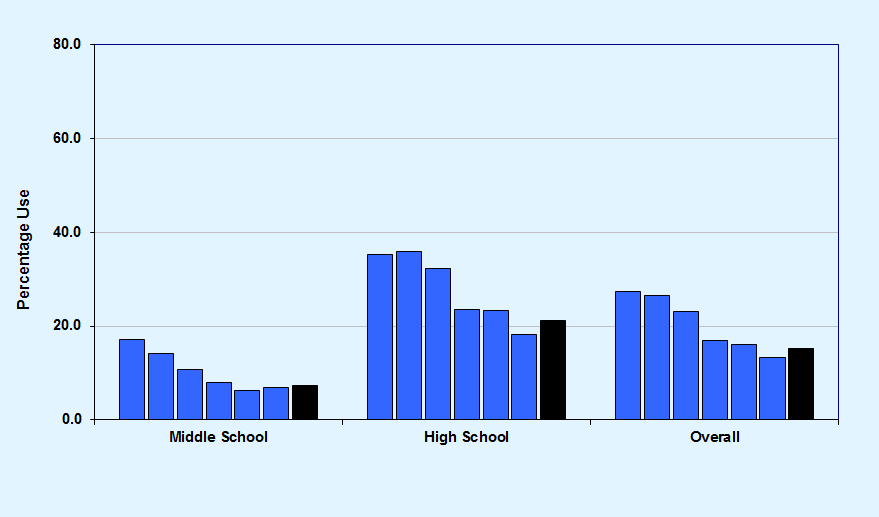 80.0
60.0
40.0
20.0
0.0
Percentage Use
Middle School
High School
Overall